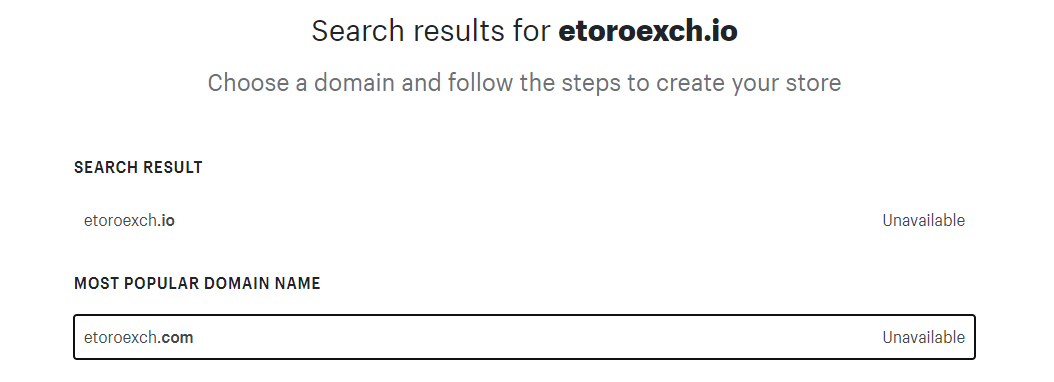 Search results for etoroexch.io
Choose a domain and follow the steps to create your store
SEARCH RESULT
etoroexch.io Unavailable
MOST POPULAR DOMAIN NAME
etoroexch.com Unavailable